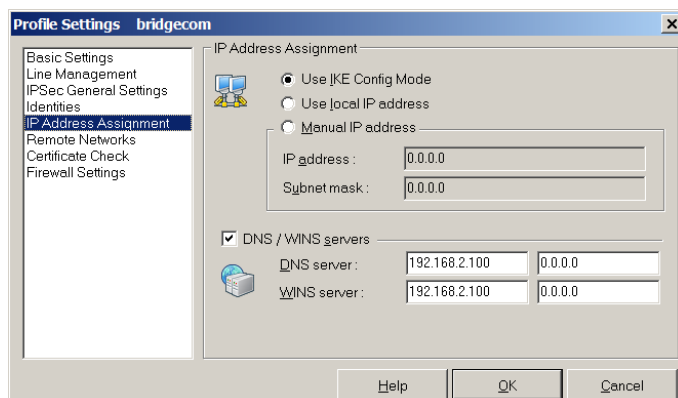 Profile Settings bridgecom
Basic Settings
Line Management
IPSec General Settings
Identities
IP Address Assignment
Remote Networks
Certificate Check
Firewall Settings
IP Address Assignment
Use IKE Config Mode
Use local IP address
Manual IP address
IP address :
0.0.0.0
Subnet mask :
0.0.0.0
DNS / WINS servers
DNS server :
192.168.2.100
0.0.0.0
WINS server :
192.168.2.100
0.0.0.0
Help
OK
Cancel